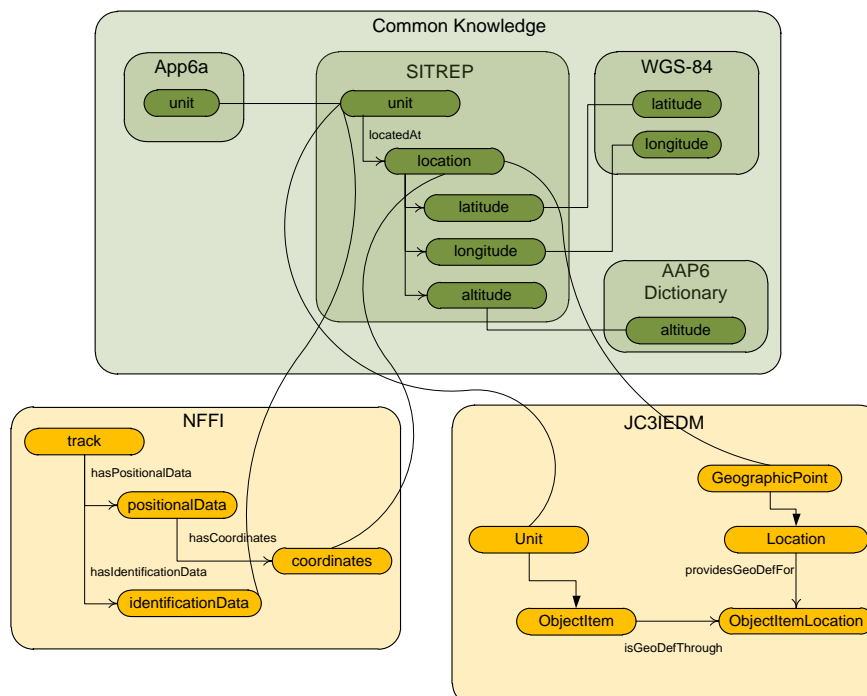 Common Knowledge
App6a
unit
SITREP
unit
locatedAt
location
latitude
longitude
altitude
WGS-84
latitude
longitude
AAP6
Dictionary
altitude
NFFI
track
hasPositionalData
positionalData
hasCoordinates
coordinates
hasIdentificationData
identificationData
JC3IEDM
GeographicPoint
Unit
Location
providesGeoDefFor
ObjectItem
ObjectItemLocation
isGeoDefThrough